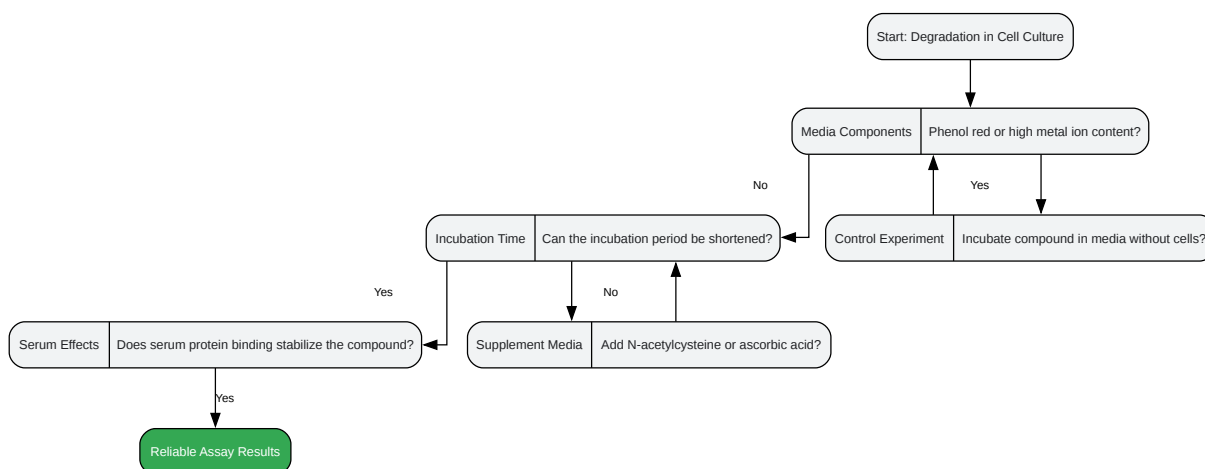 Start: Degradation in Cell Culture
Media Components
Phenol red or high metal ion content?
No
Yes
Incubation Time
Can the incubation period be shortened?
Control Experiment
Incubate compound in media without cells?
Yes
No
Serum Effects
Does serum protein binding stabilize the compound?
Supplement Media
Add N-acetylcysteine or ascorbic acid?
Yes
Reliable Assay Results